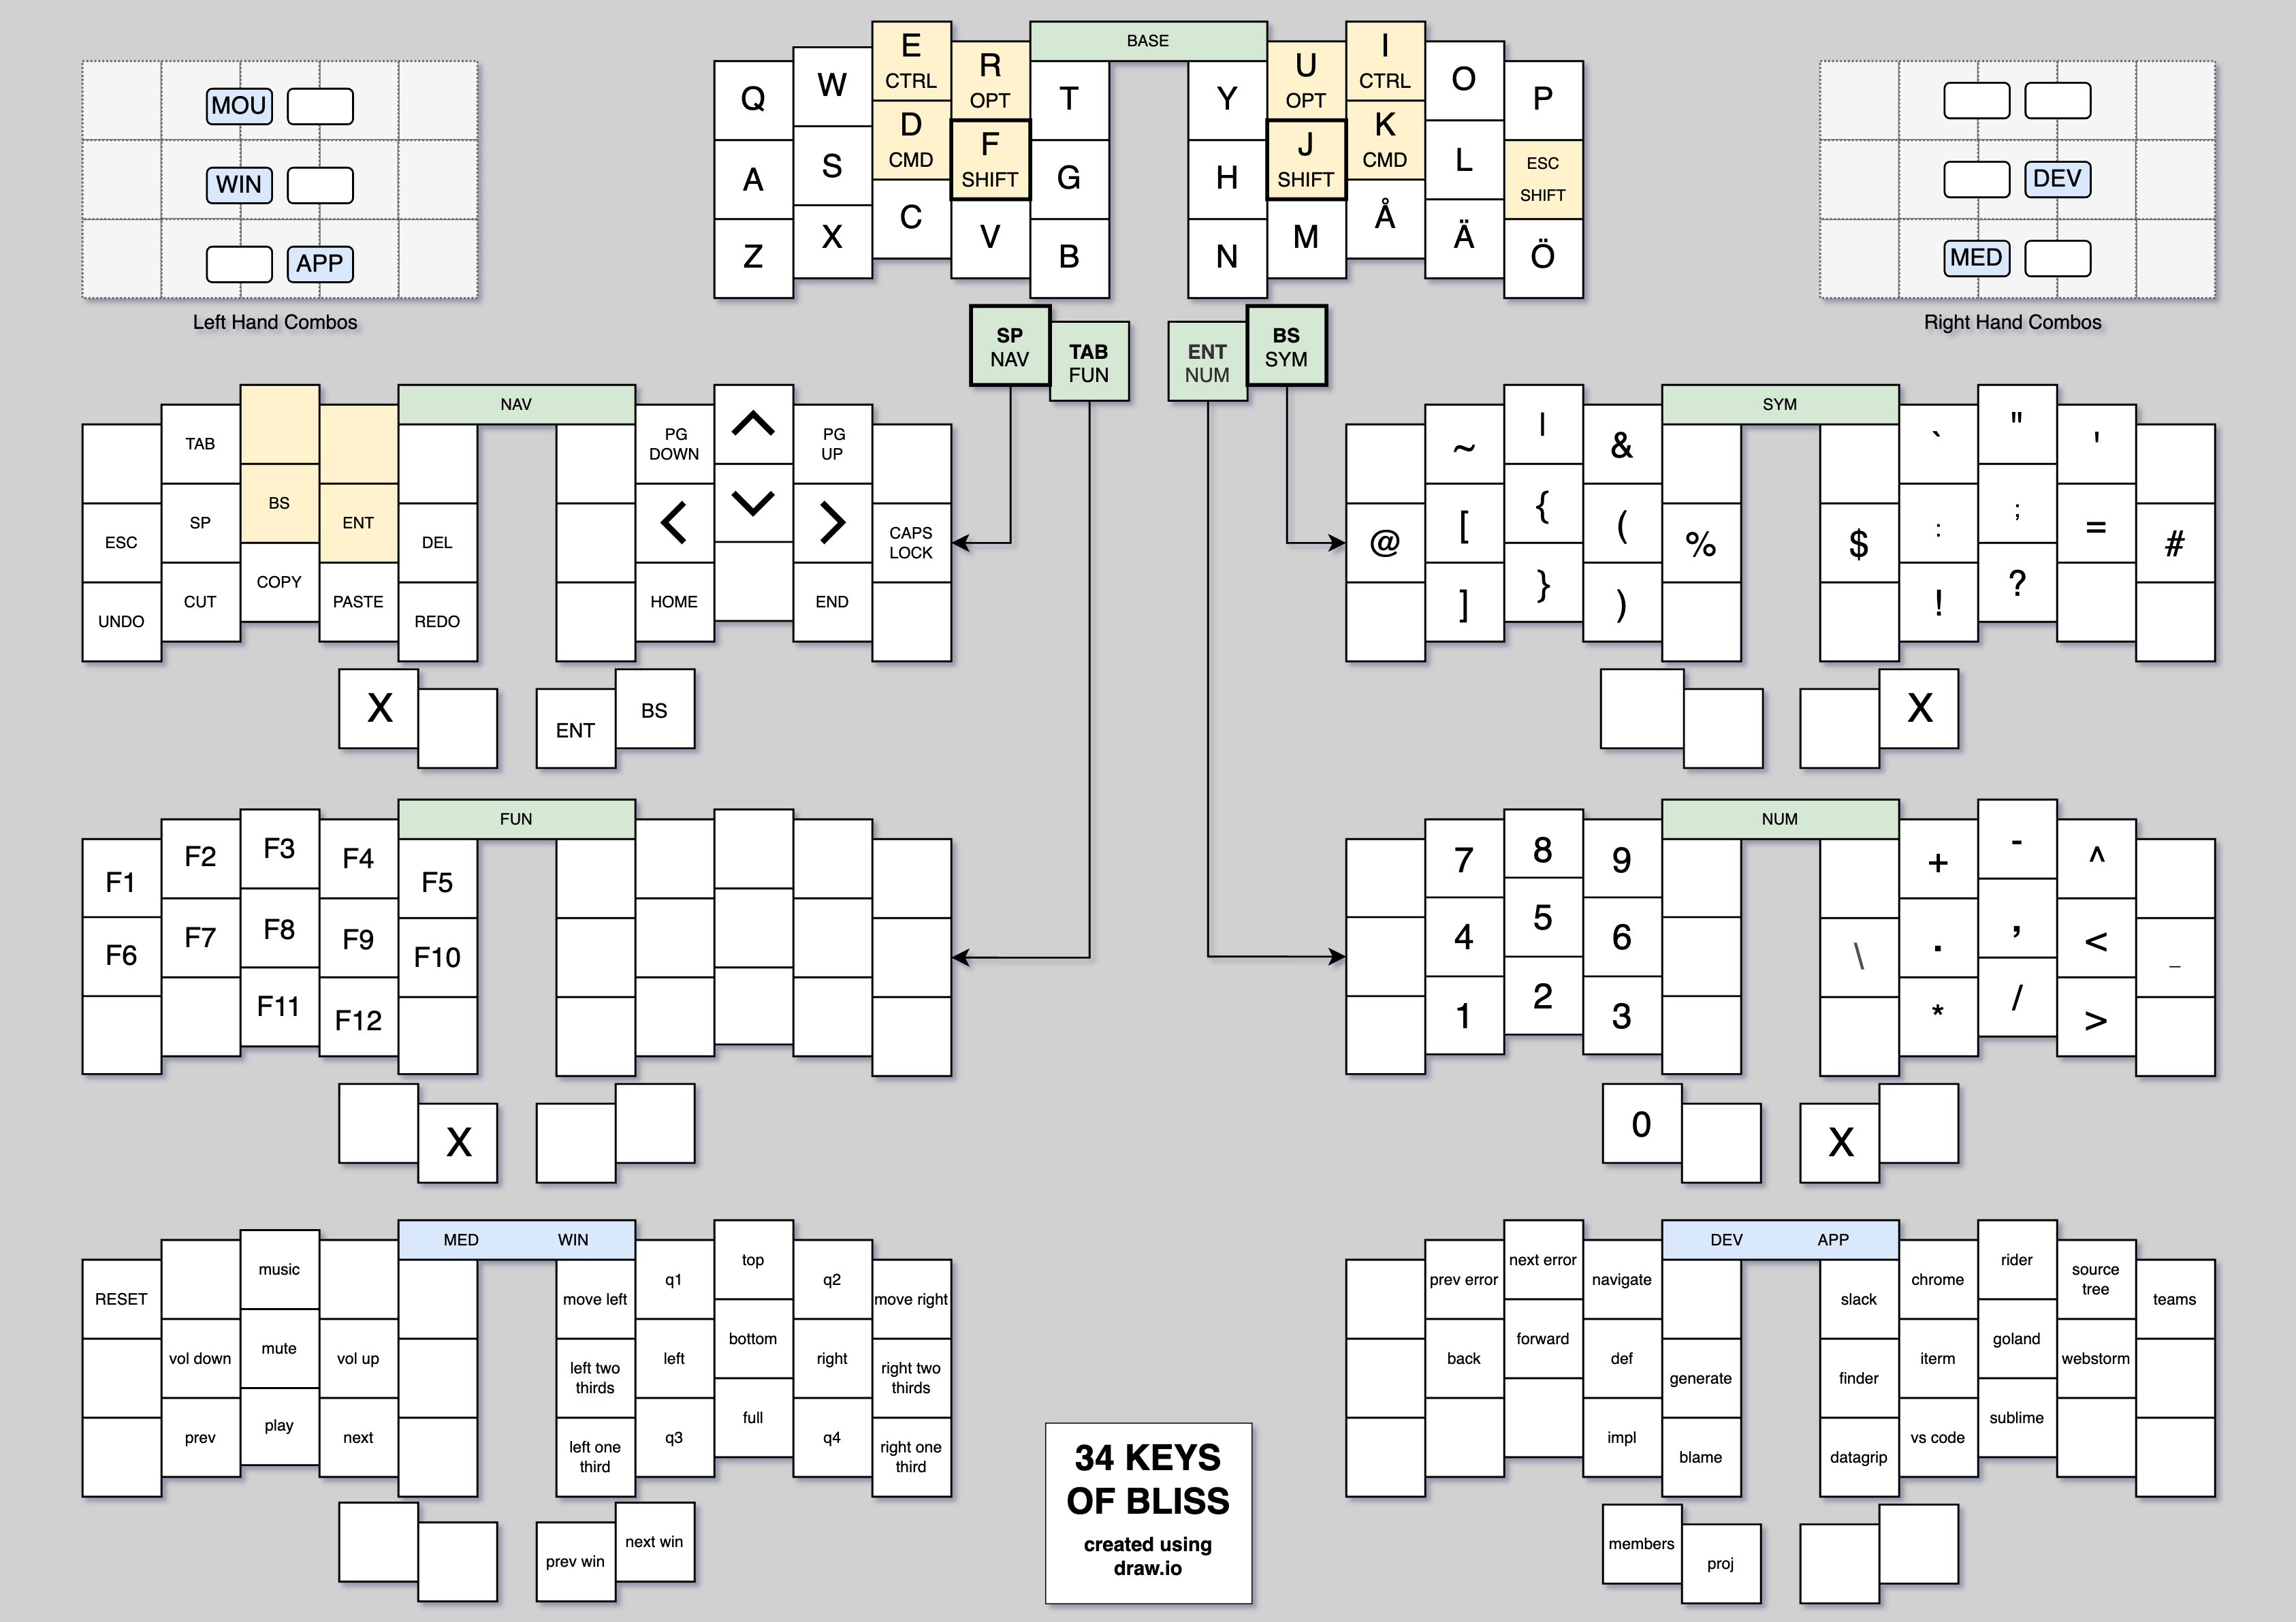 BASE
Q
W
E
CTRL
R
OPT
T
Y
U
OPT
I
CTRL
O
P
A
S
D
CMD
F
SHIFT
G
H
J
SHIFT
K
CMD
L
ESC
SHIFT
Z
X
C
V
B
N
M
Å
Ä
Ö
SP
NAV
TAB
FUN
ENT
NUM
BS
SYM
MOU
WIN
APP
Left Hand Combos
DEV
MED
Right Hand Combos
NAV
TAB
PG
DOWN
PG
UP
ESC
SP
BS
ENT
DEL
CAPS
LOCK
UNDO
CUT
COPY
PASTE
REDO
HOME
END
X
ENT
BS
SYM
~
|
&
`
"
'
@
[
{
(
%
$
:
;
=
#
]
}
)
!
?
X
FUN
F1
F2
F3
F4
F5
F6
F7
F8
F9
F10
F11
F12
X
NUM
7
8
9
+
-
^
4
5
6
\
.
,
<
_
1
2
3
*
/
>
0
X
MED WIN
RESET
music
move left
q1
top
q2
move right
vol down
mute
vol up
left two
thirds
left
bottom
right
right two
thirds
prev
play
next
left one
third
q3
full
q4
right one
third
prev win
next win
DEV APP
prev error
next error
navigate
slack
chrome
rider
source
tree
teams
back
forward
def
generate
finder
iterm
goland
webstorm
impl
blame
datagrip
vs code
sublime
members
proj
34 KEYS
OF BLISS
created using
draw.io